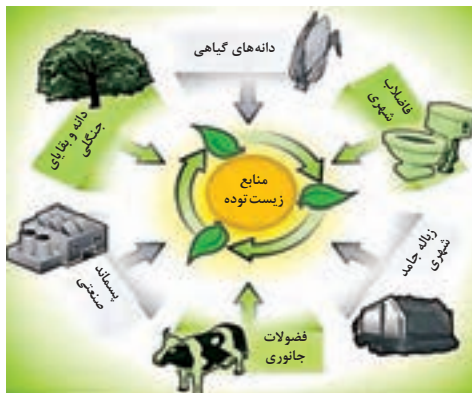 دانه‌های گیاهی
فاضلاب
شهری
دانه و بقایای
جنگلی
منابع
زیست توده
زباله جامد
شهری
پسماند
صنعتی
فضولات
جانوری